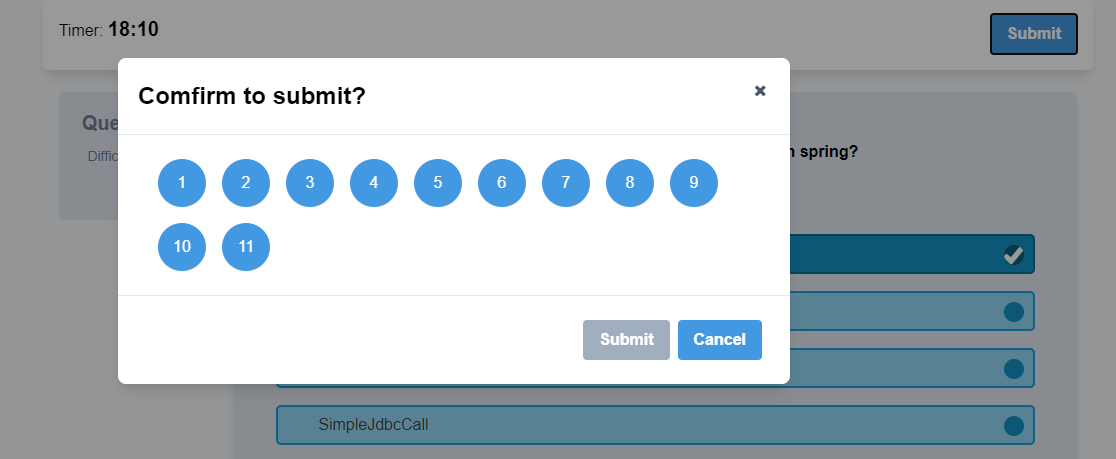 Timer: 18:10
Submit
Comfirm to submit?
1 2 3 4 5 6 7 8 9
10 11
Submit Cancel
spring?
SimpleJdbcCall